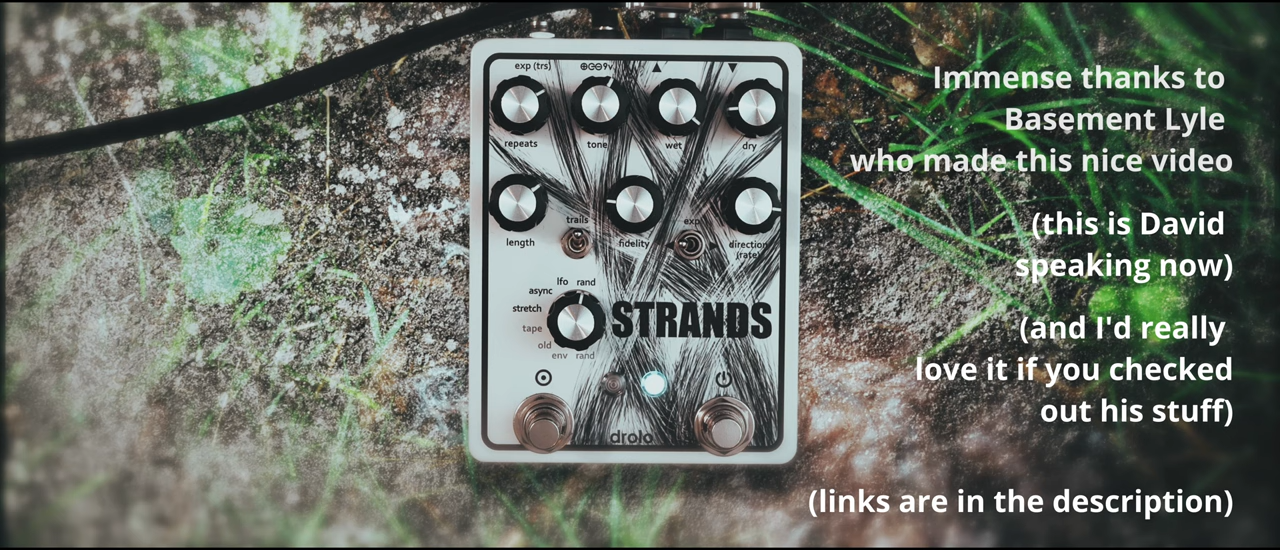 exp (trs) ⊕⊖⊖9v ▲ ▼
repeats tone wet dry
trails exp
length fidelity direction
(rate)
lfo rand
async
stretch
tape
old
env rand
STRANDS
drolo
Immense thanks to
Basement Lyle
who made this nice video
(this is David
speaking now)
(and I'd really
love it if you checked
out his stuff)
(links are in the description)